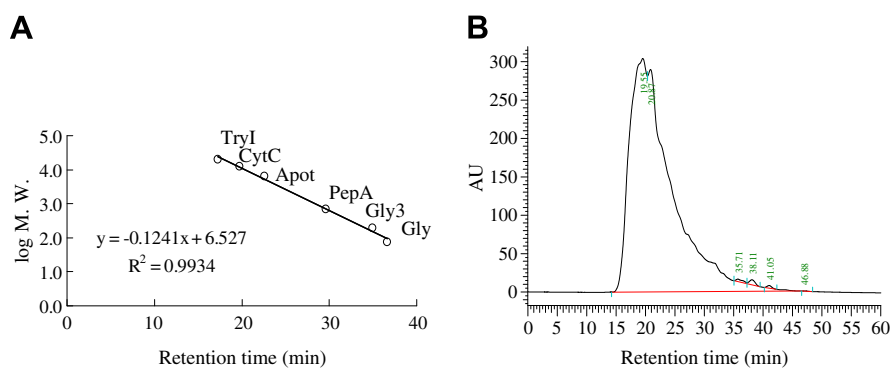 A
B
log M. W.
5.0
4.0
3.0
2.0
1.0
0.0
TryI
CytC
Apot
PepA
Gly3
Gly
y = -0.1241x + 6.527
R² = 0.9934
0 10 20 30 40
Retention time (min)
AU
300
250
200
150
100
50
0
19.55
20.87
35.71
38.11
41.05
46.88
0 5 10 15 20 25 30 35 40 45 50 55 60
Retention time (min)